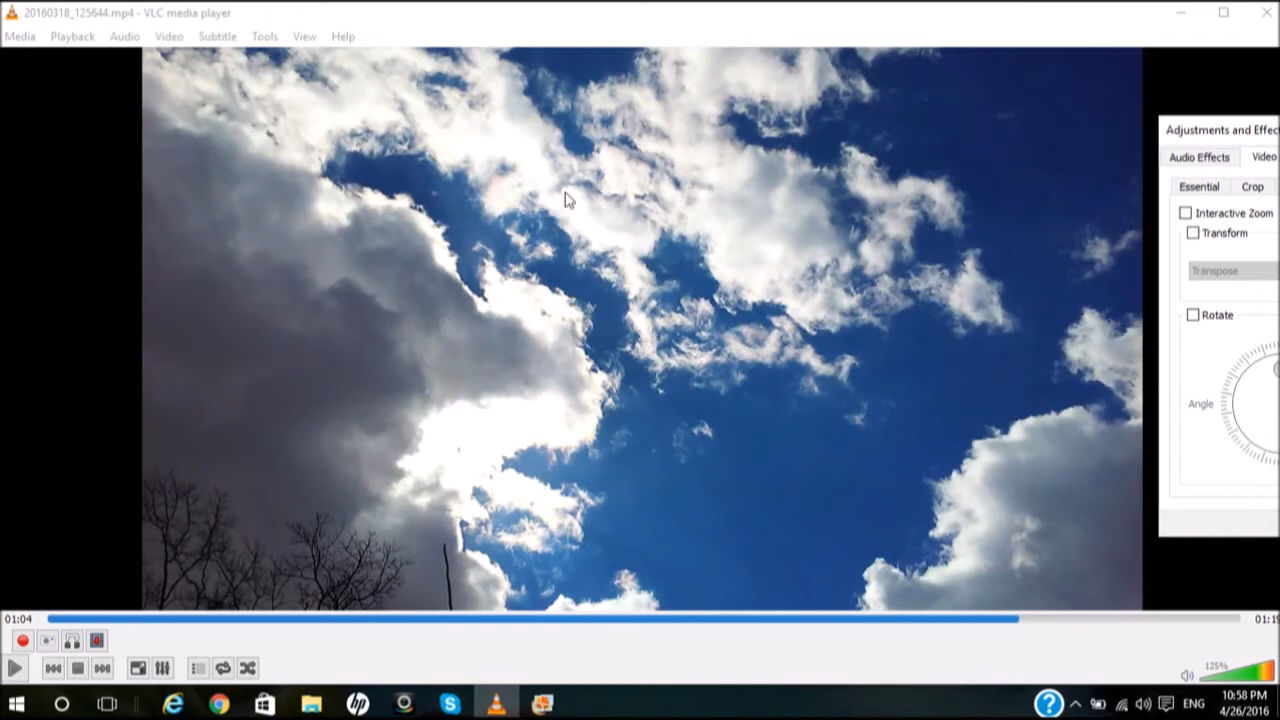 20160318_125644.mp4 - VLC media player
Media Playback Audio Video Subtitle Tools View Help
Adjustments and Effec
Audio Effects Video
Essential Crop
Interactive Zoom
Transform
Transpose
Rotate
Angle
01:04 01:19
125%
hp
? ENG 10:58 PM
4/26/2016